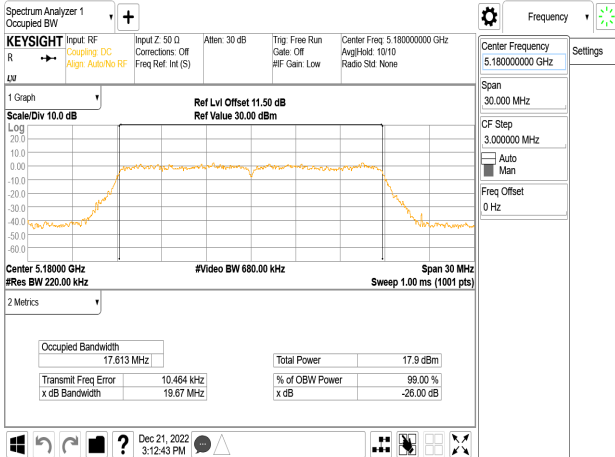 Spectrum Analyzer 1
Occupied BW
Frequency
KEYSIGHT Input: RF Input Z: 50 Ω Atten: 30 dB Trig: Free Run Center Freq: 5.180000000 GHz
R Coupling: DC Corrections: Off Gate: Off Avg|Hold: 10/10
Align: Auto/No RF Freq Ref: Int (S) #IF Gain: Low Radio Std: None
LXI
Center Frequency
5.180000000 GHz
Settings
Span
30.000 MHz
CF Step
3.000000 MHz
Auto
Man
Freq Offset
0 Hz
1 Graph
Ref Lvl Offset 11.50 dB
Scale/Div 10.0 dB Ref Value 30.00 dBm
Log
20.0
10.0
0.00
-10.0
-20.0
-30.0
-40.0
-50.0
-60.0
Center 5.18000 GHz #Video BW 680.00 kHz Span 30 MHz
#Res BW 220.00 kHz Sweep 1.00 ms (1001 pts)
2 Metrics
Occupied Bandwidth
17.613 MHz Total Power 17.9 dBm
Transmit Freq Error 10.464 kHz % of OBW Power 99.00 %
x dB Bandwidth 19.67 MHz x dB -26.00 dB
? Dec 21, 2022
3:12:43 PM